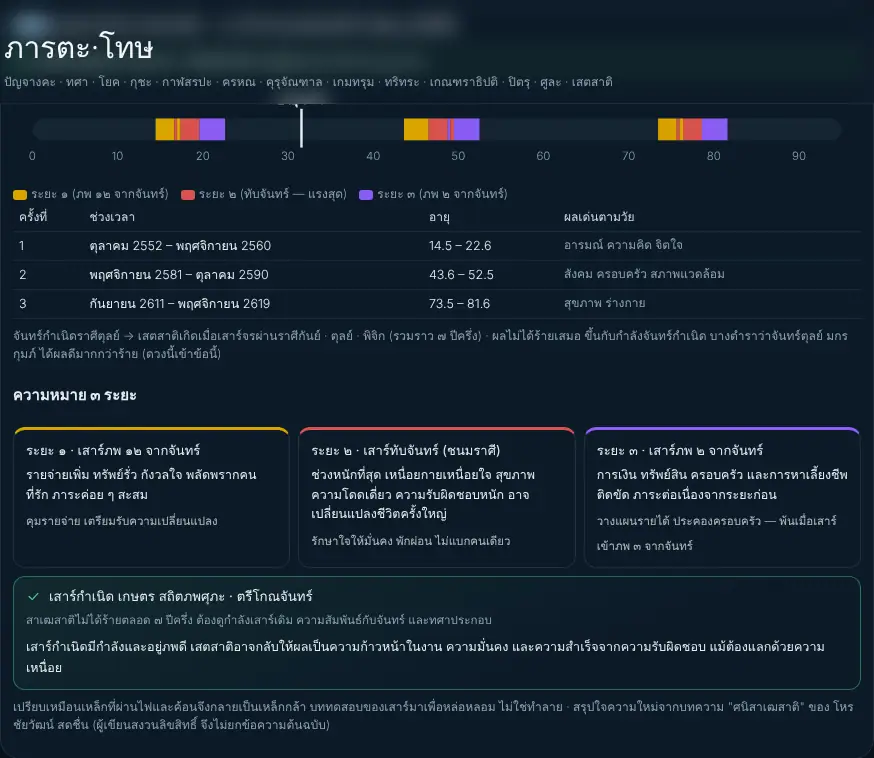 ภารตะ·โทษ
ปัญจางคะ · ทศา · โยค · กุชะ · กาฬสรปะ · ครหณ · คุรุจัณฑาล · เกมทรุม · ทริทระ · เกณฑราธิปติ · ปิตฤ · ศูละ · เสตสาติ
0 10 20 30 40 50 60 70 80 90
ระยะ ๑ (ภพ ๑๒ จากจันทร์) ระยะ ๒ (ทับจันทร์ — แรงสุด) ระยะ ๓ (ภพ ๒ จากจันทร์)
ครั้งที่ ช่วงเวลา อายุ ผลเด่นตามวัย
1 ตุลาคม 2552 – พฤศจิกายน 2560 14.5 – 22.6 อารมณ์ ความคิด จิตใจ
2 พฤศจิกายน 2581 – ตุลาคม 2590 43.6 – 52.5 สังคม ครอบครัว สภาพแวดล้อม
3 กันยายน 2611 – พฤศจิกายน 2619 73.5 – 81.6 สุขภาพ ร่างกาย
จันทร์กำเนิดราศีตุลย์ → เสตสาติเกิดเมื่อเสาร์จรผ่านราศีกันย์ · ตุลย์ · พิจิก (รวมราว ๗ ปีครึ่ง) · ผลไม่ได้ร้ายเสมอ ขึ้นกับกำลังจันทร์กำเนิด บางตำราว่าจันทร์ตุลย์ มกร
กุมภ์ ได้ผลดีมากกว่าร้าย (ดวงนี้เข้าข้อนี้)
ความหมาย ๓ ระยะ
ระยะ ๑ · เสาร์ภพ ๑๒ จากจันทร์
รายจ่ายเพิ่ม ทรัพย์รั่ว กังวลใจ พลัดพรากคน
ที่รัก ภาระค่อย ๆ สะสม
คุมรายจ่าย เตรียมรับความเปลี่ยนแปลง
ระยะ ๒ · เสาร์ทับจันทร์ (ชนมราศี)
ช่วงหนักที่สุด เหนื่อยกายเหนื่อยใจ สุขภาพ
ความโดดเดี่ยว ความรับผิดชอบหนัก อาจ
เปลี่ยนแปลงชีวิตครั้งใหญ่
รักษาใจให้มั่นคง พักผ่อน ไม่แบกคนเดียว
ระยะ ๓ · เสาร์ภพ ๒ จากจันทร์
การเงิน ทรัพย์สิน ครอบครัว และการหาเลี้ยงชีพ
ติดขัด ภาระต่อเนื่องจากระยะก่อน
วางแผนรายได้ ประคองครอบครัว — พ้นเมื่อเสาร์
เข้าภพ ๓ จากจันทร์
เสาร์กำเนิด เกษตร สถิตภพศุภะ · ตรีโกณจันทร์
สาเฒสาติไม่ได้ร้ายตลอด ๗ ปีครึ่ง ต้องดูกำลังเสาร์เดิม ความสัมพันธ์กับจันทร์ และทศาประกอบ
เสาร์กำเนิดมีกำลังและอยู่ภพดี เสตสาติอาจกลับให้ผลเป็นความก้าวหน้าในงาน ความมั่นคง และความสำเร็จจากความรับผิดชอบ แม้ต้องแลกด้วยความ
เหนื่อย
เปรียบเหมือนเหล็กที่ผ่านไฟและค้อนจึงกลายเป็นเหล็กกล้า บททดสอบของเสาร์มาเพื่อหล่อหลอม ไม่ใช่ทำลาย · สรุปใจความใหม่จากบทความ "ศนิสาเฒสาติ" ของ โหร
ชัยวัฒน์ สดชื่น (ผู้เขียนสงวนลิขสิทธิ์ จึงไม่ยกข้อความต้นฉบับ)